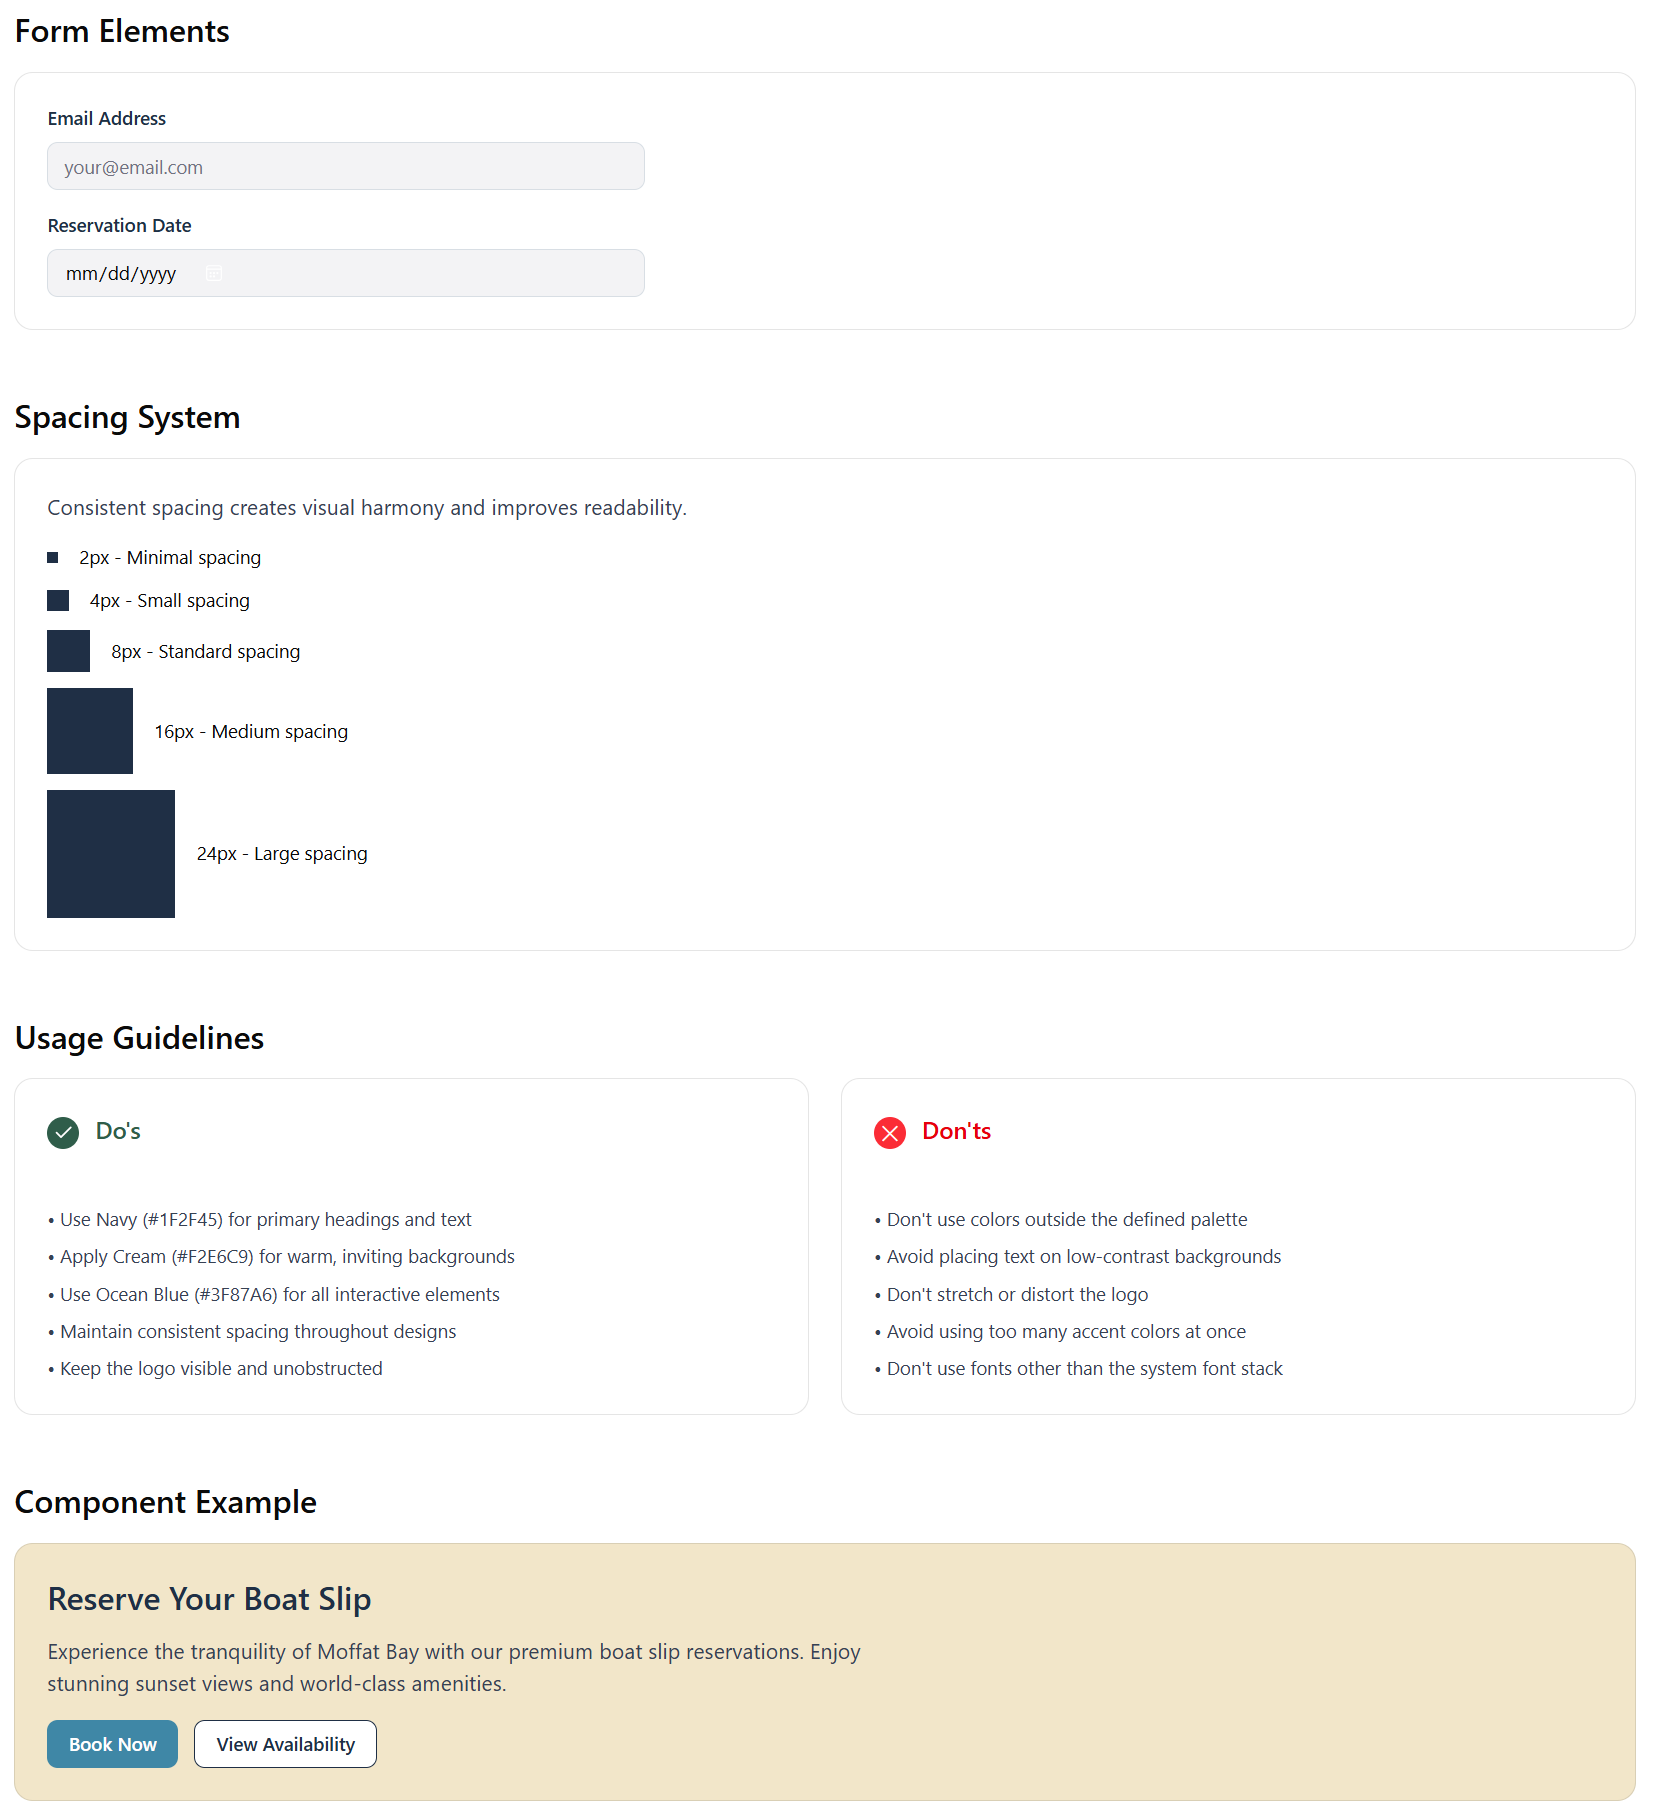 Form Elements
Email Address
your@email.com
Reservation Date
mm/dd/yyyy
Spacing System
Consistent spacing creates visual harmony and improves readability.
2px - Minimal spacing
4px - Small spacing
8px - Standard spacing
16px - Medium spacing
24px - Large spacing
Usage Guidelines
Do's
• Use Navy (#1F2F45) for primary headings and text
• Apply Cream (#F2E6C9) for warm, inviting backgrounds
• Use Ocean Blue (#3F87A6) for all interactive elements
• Maintain consistent spacing throughout designs
• Keep the logo visible and unobstructed
Don'ts
• Don't use colors outside the defined palette
• Avoid placing text on low-contrast backgrounds
• Don't stretch or distort the logo
• Avoid using too many accent colors at once
• Don't use fonts other than the system font stack
Component Example
Reserve Your Boat Slip
Experience the tranquility of Moffat Bay with our premium boat slip reservations. Enjoy
stunning sunset views and world-class amenities.
Book Now
View Availability